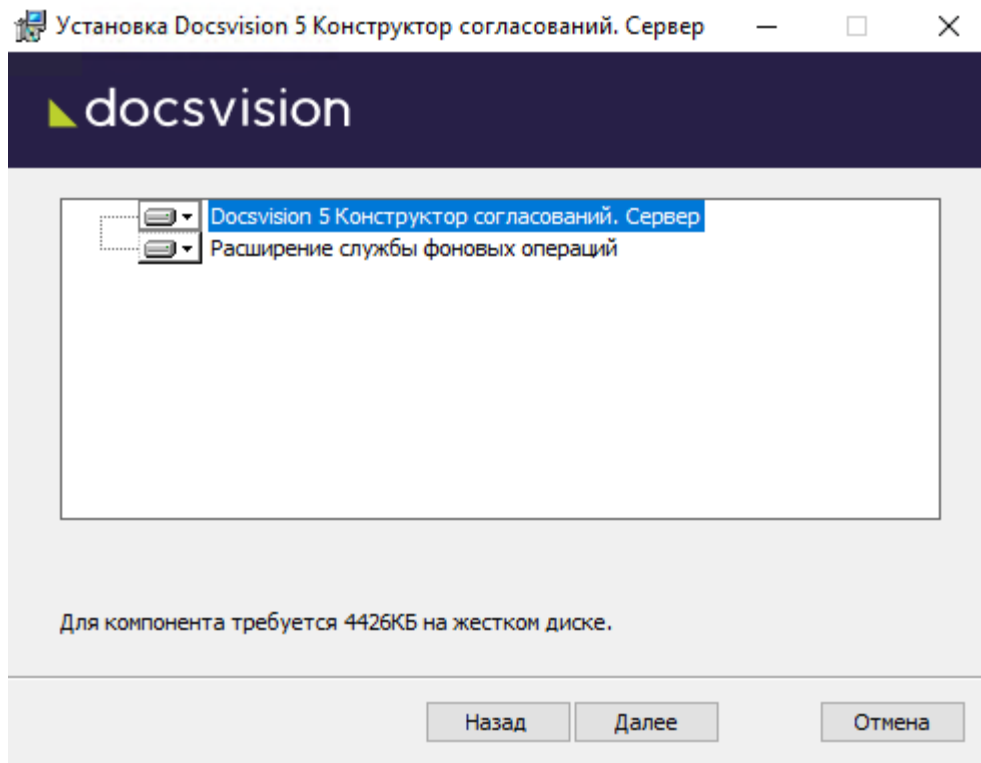 Установка Docsvision 5 Конструктор согласований. Сервер
docsvision
Docsvision 5 Конструктор согласований. Сервер
Расширение службы фоновых операций
Для компонента требуется 4426КБ на жестком диске.
Назад
Далее
Отмена